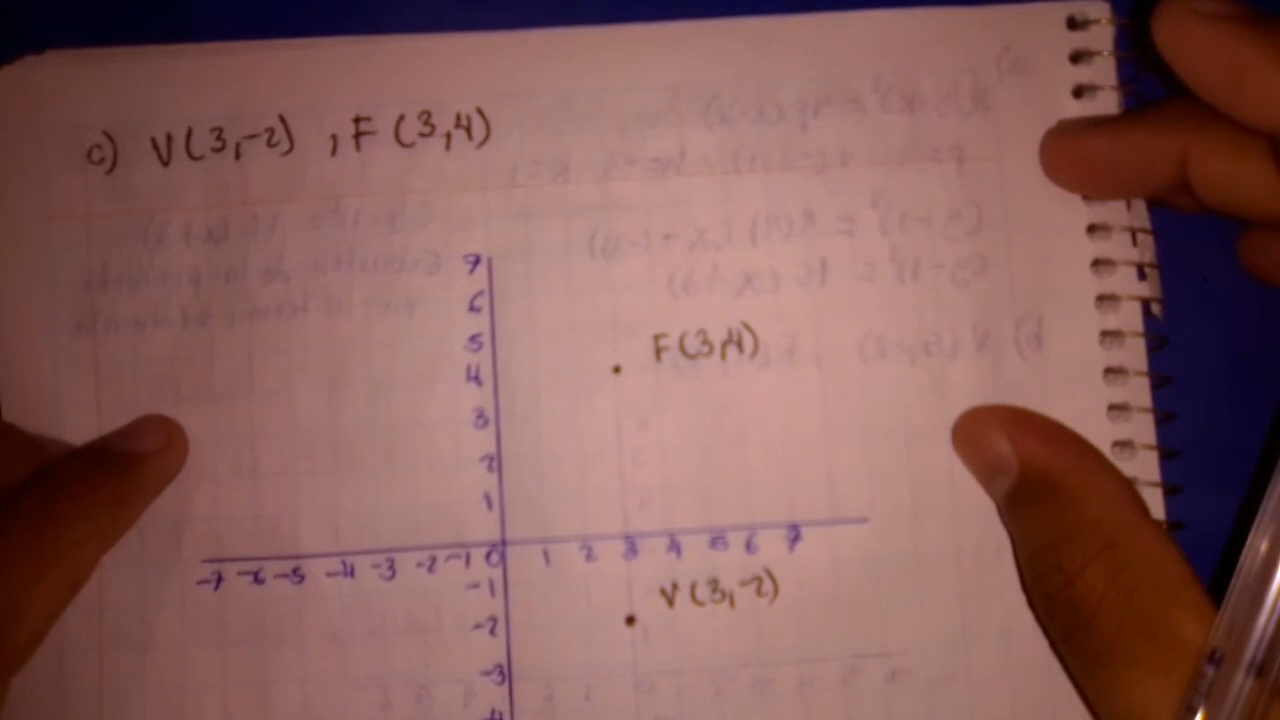 c) V(3,-2) , F(3,4)
7
6
5
F(3,4)
4
3
2
1
-7 -6 -5 -4 -3 -2 -1 0 1 2 3 4 5 6 7
-1
V(3,-2)
-2
-3
-4